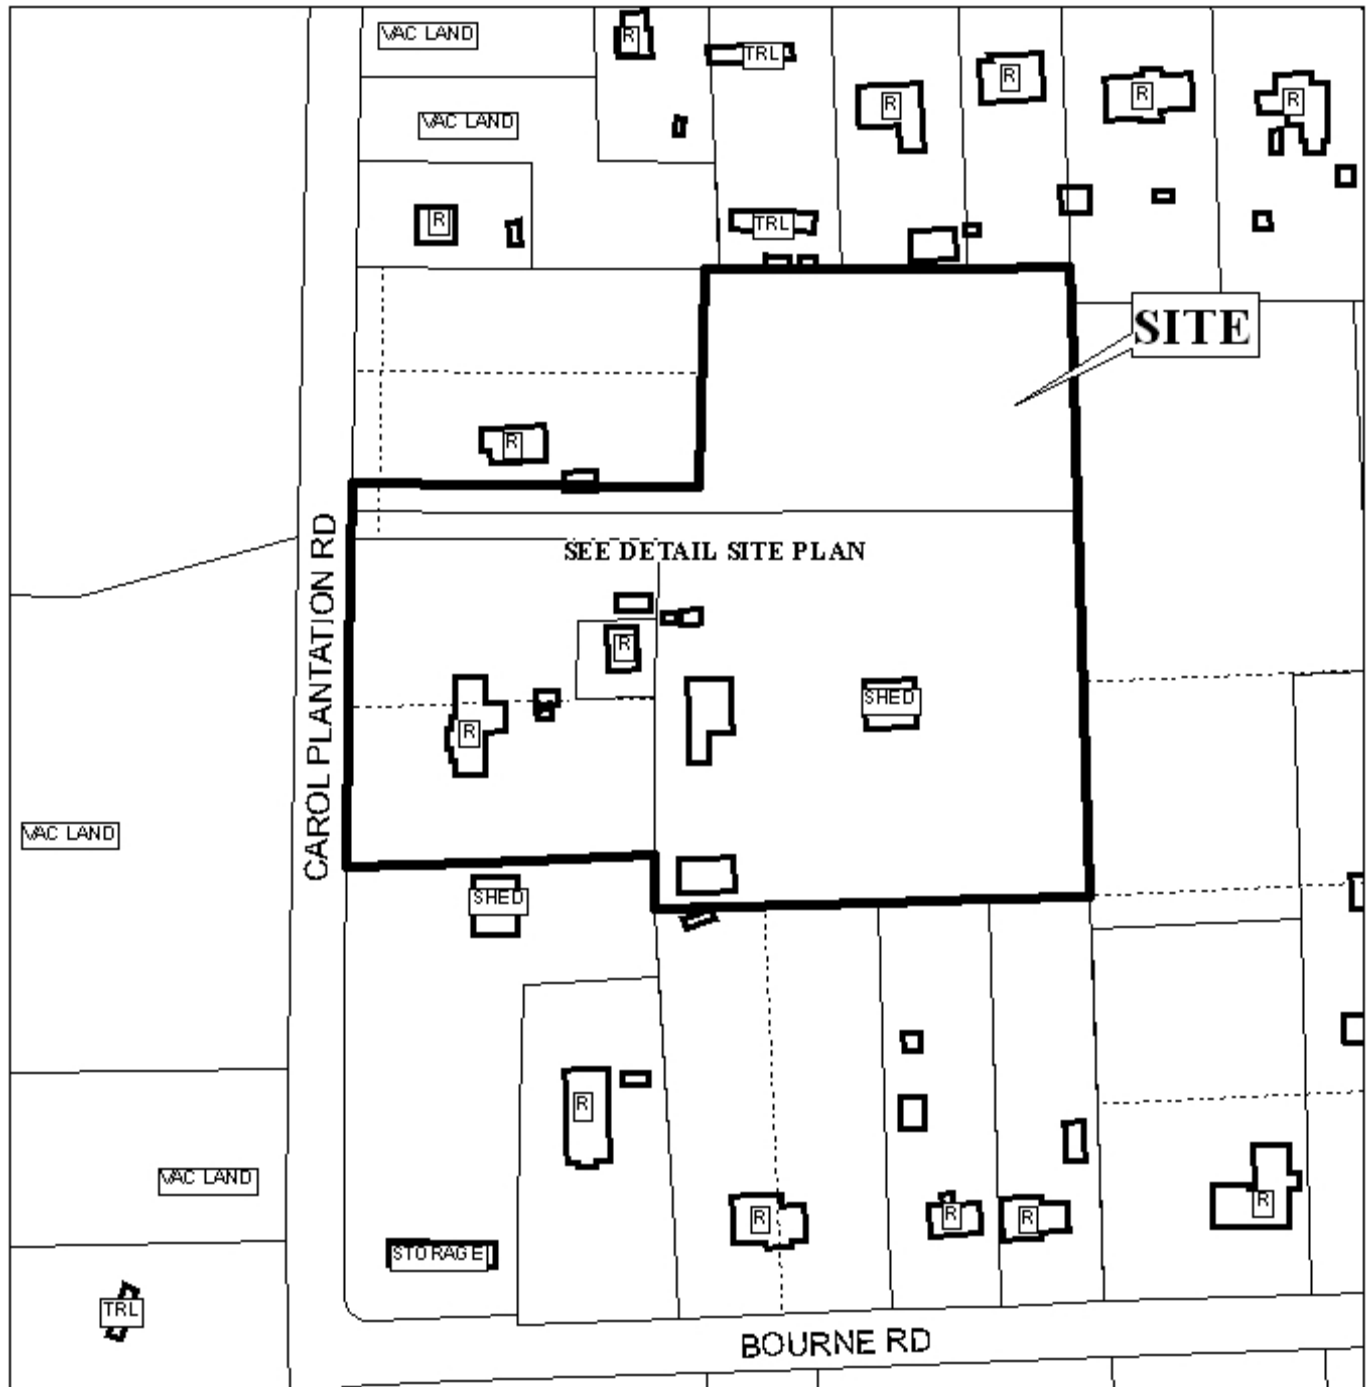 VAC LAND
R
TRL
R
R
R
R
VAC LAND
R
TRL
SITE
R
CAROL PLANTATION RD
SEE DETAIL SITE PLAN
R
SHED
R
VAC LAND
SHED
R
VAC LAND
R
R
R
R
STORAGE
TRL
BOURNE RD